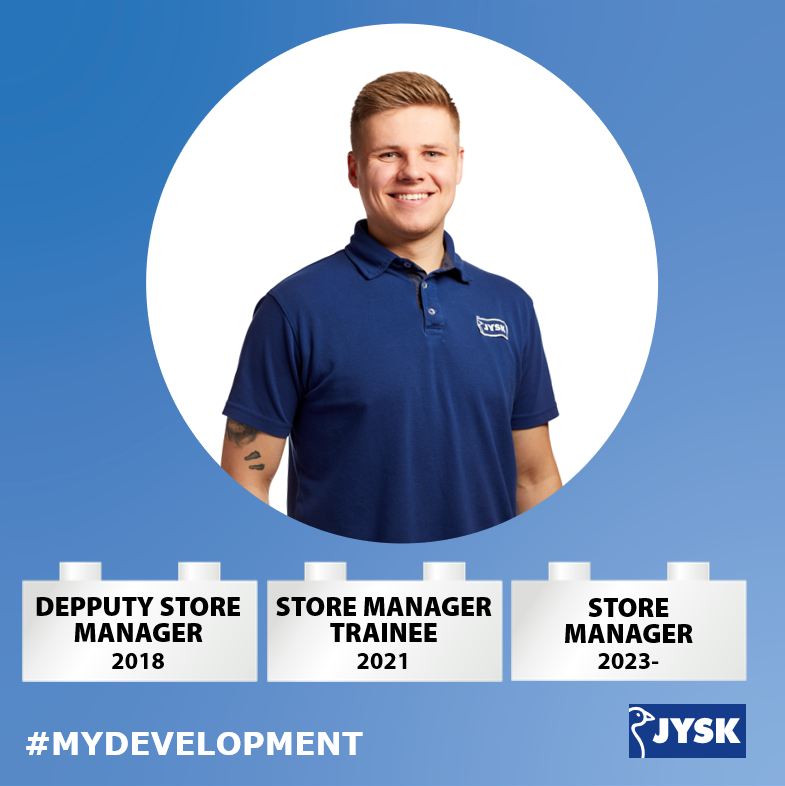 JYSK
DEPPUTY STORE
MANAGER
2018
STORE MANAGER
TRAINEE
2021
STORE
MANAGER
2023-
#MYDEVELOPMENT
JYSK